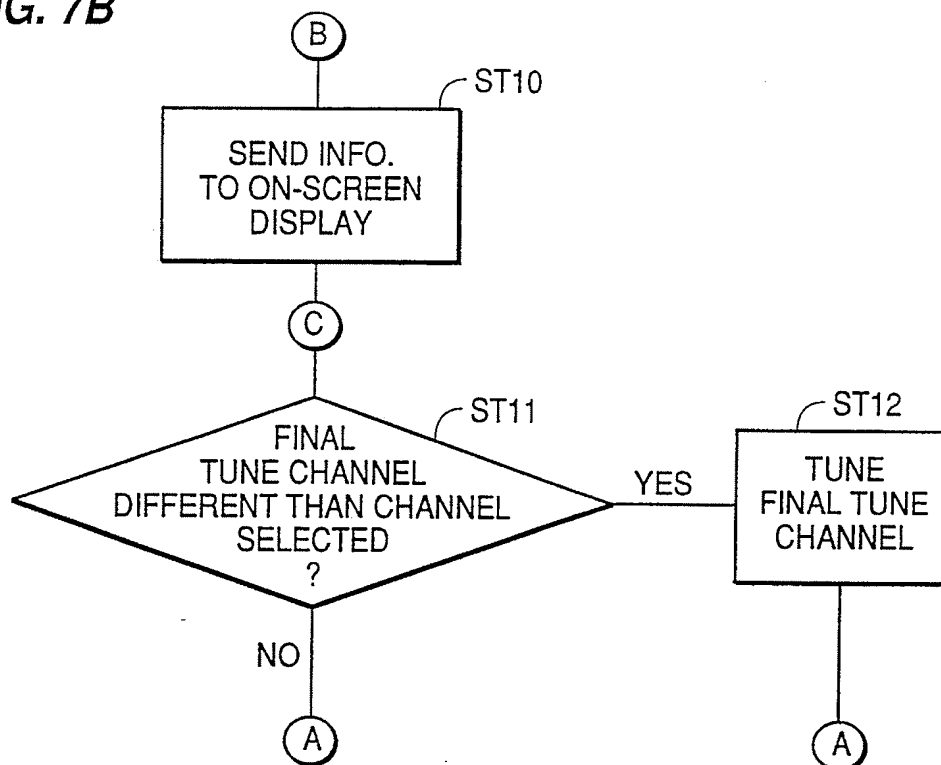 FIG. 7B
B
ST10
SEND INFO.
TO ON-SCREEN
DISPLAY
C
ST11
FINAL
TUNE CHANNEL
DIFFERENT THAN CHANNEL
SELECTED
?
YES
ST12
TUNE
FINAL TUNE
CHANNEL
NO
A
A